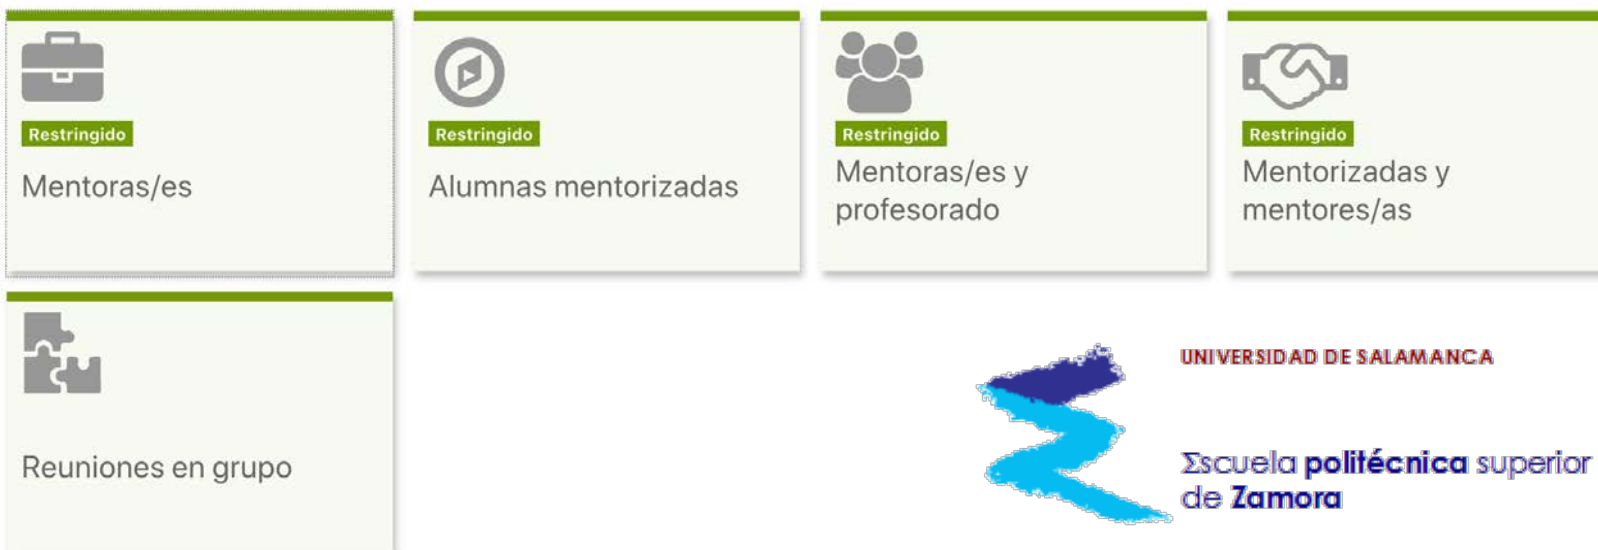 Restringido
Mentoras/es
Restringido
Alumnas mentorizadas
Restringido
Mentoras/es y
profesorado
Restringido
Mentorizadas y
mentores/as
Reuniones en grupo
UNIVERSIDAD DE SALAMANCA
Σscuela politécnica superior
de Zamora